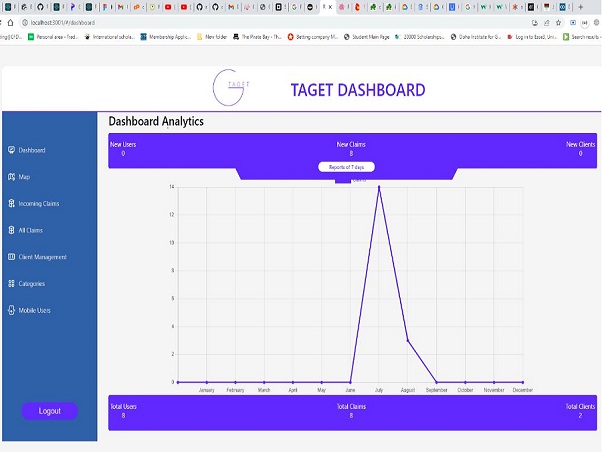 localhost:3001/#/dashboard
Personal area - Fred...
International schola...
Membership Applic...
New folder
The Pirate Bay - Th...
Betting company M...
Student Main Page
20000 Scholarships...
Doha Institute for G...
Log in to Essad, Un...
Search results -
TAGET
TAGET DASHBOARD
Dashboard Analytics
New Users
0
New Claims
8
New Clients
0
Reports of 7 days
Dashboard
Map
Incoming Claims
All Claims
Client Management
Categories
Mobile Users
Logout
14
12
10
8
6
4
2
0
January February March April May June July August September October November December
Total Users
8
Total Claims
8
Total Clients
2